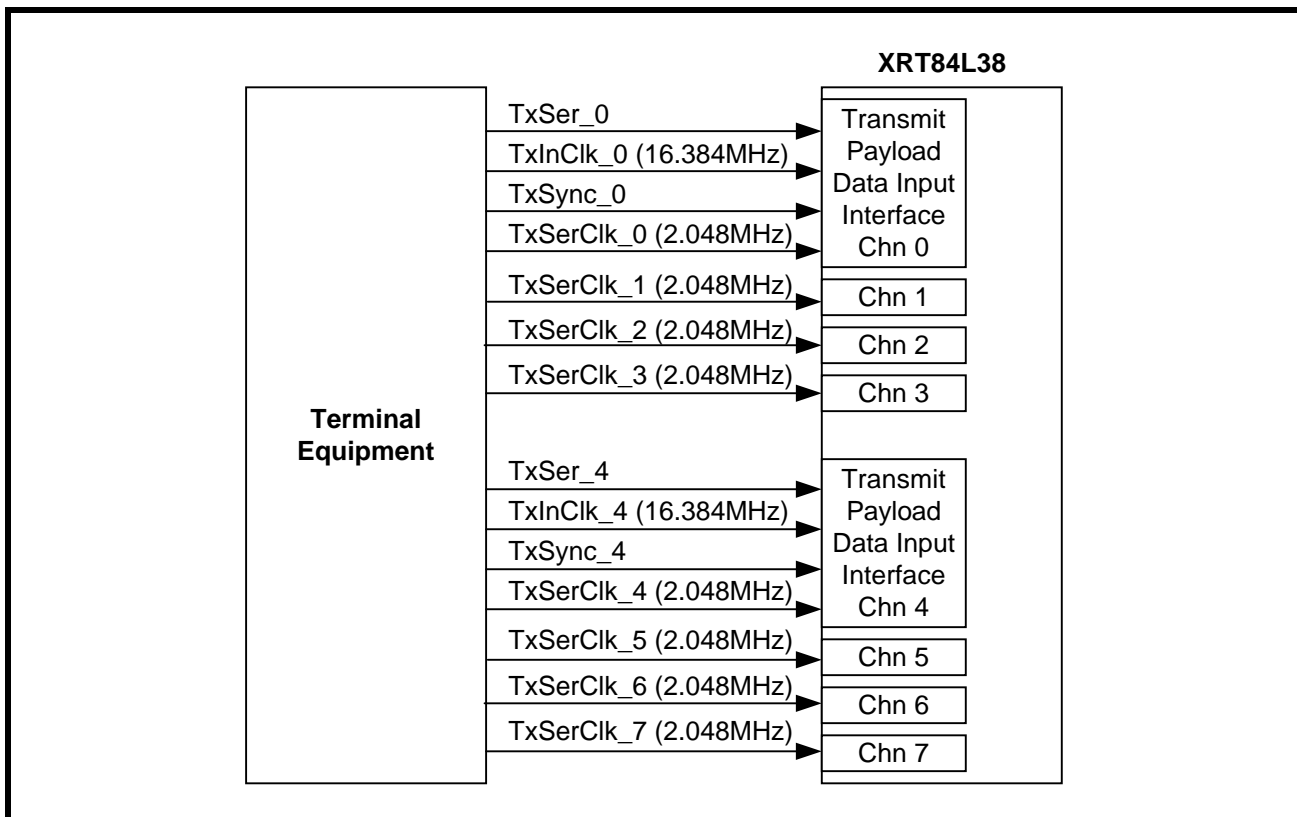 XRT84L38
Terminal
Equipment
TxSer_0
TxInClk_0 (16.384MHz)
TxSync_0
TxSerClk_0 (2.048MHz)
TxSerClk_1 (2.048MHz)
TxSerClk_2 (2.048MHz)
TxSerClk_3 (2.048MHz)
TxSer_4
TxInClk_4 (16.384MHz)
TxSync_4
TxSerClk_4 (2.048MHz)
TxSerClk_5 (2.048MHz)
TxSerClk_6 (2.048MHz)
TxSerClk_7 (2.048MHz)
Transmit
Payload
Data Input
Interface
Chn 0
Chn 1
Chn 2
Chn 3
Transmit
Payload
Data Input
Interface
Chn 4
Chn 5
Chn 6
Chn 7